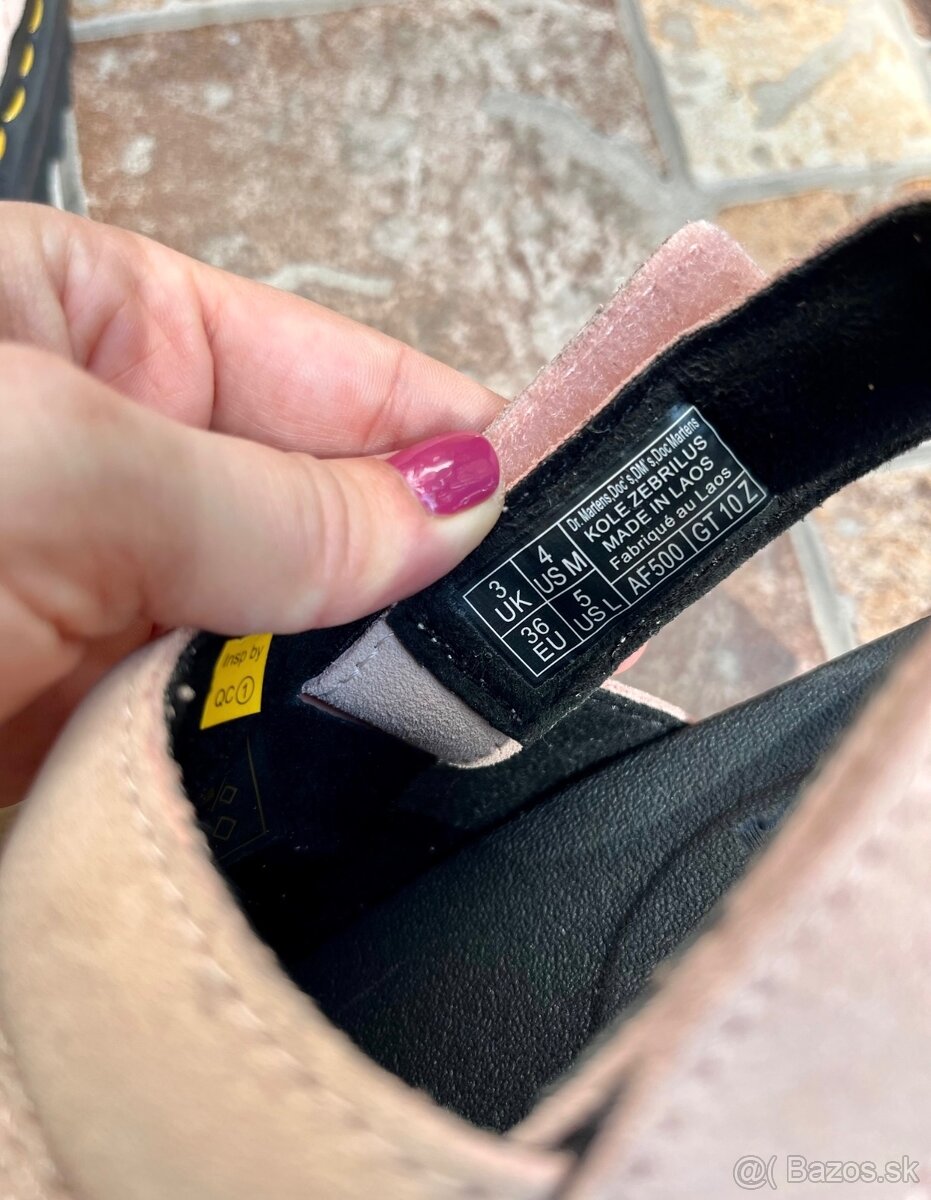 Dr. Martens,Doc's,DM's.Doc Martens
KOLE ZEBRILUS
MADE IN LAOS
Fabriqué au Laos
AF500 GT 10 Z
3 UK
4 US M
36 EU
5 US L
Insp by
QC 1
@( Bazos.sk